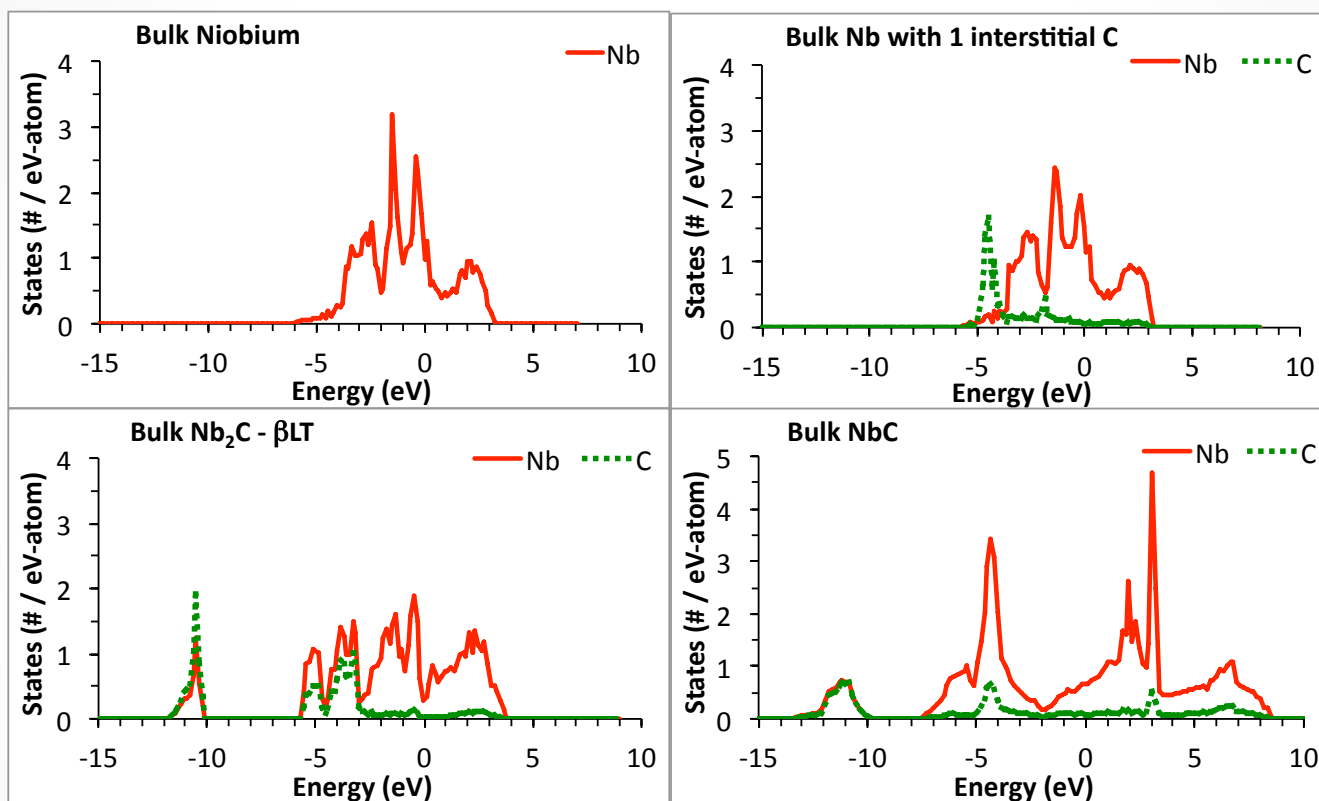 Bulk Niobium
Nb
States (# / eV-atom)
4
3
2
1
0
-15 -10 -5 0 5 10
Energy (eV)
Bulk Nb with 1 interstitial C
Nb C
States (# / eV-atom)
4
3
2
1
0
-15 -10 -5 0 5 10
Energy (eV)
Bulk Nb₂C - βLT
Nb C
States (# / eV-atom)
4
3
2
1
0
-15 -10 -5 0 5 10
Energy (eV)
Bulk NbC
Nb C
States (# / eV-atom)
5
4
3
2
1
0
-15 -10 -5 0 5 10
Energy (eV)